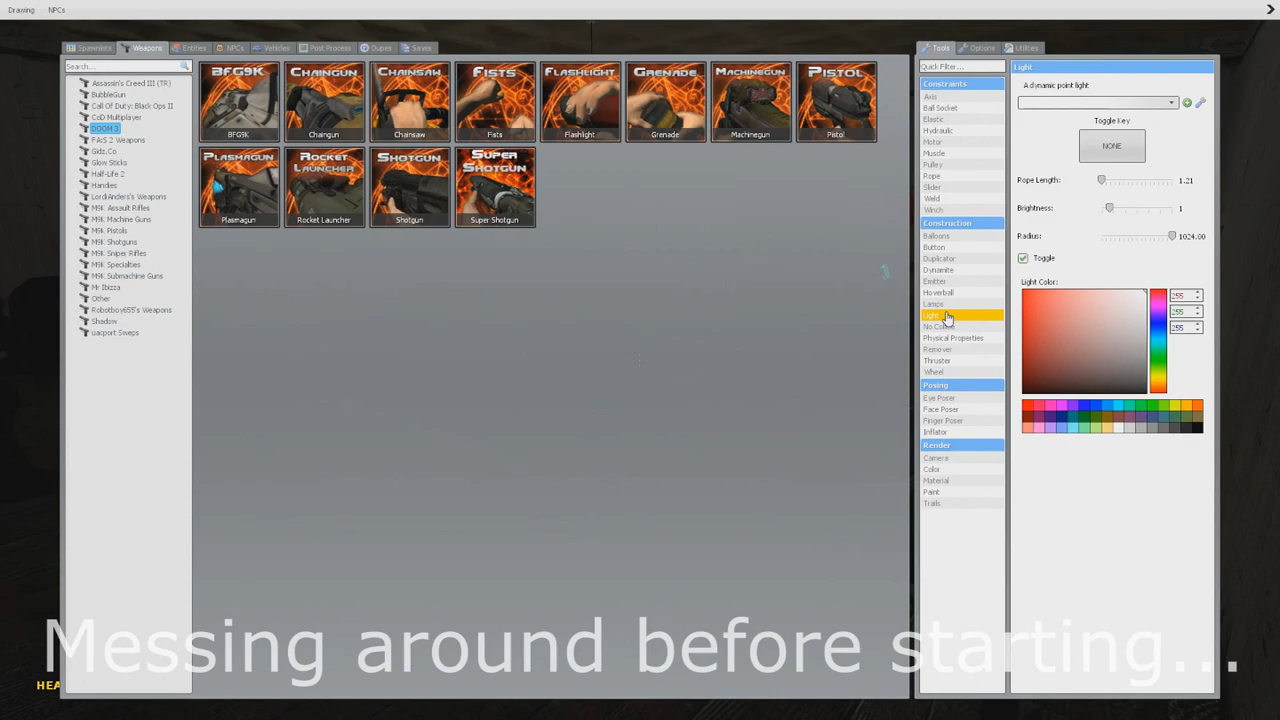 Drawing NPCs
Spawnlists Weapons Entities NPCs Vehicles Post Process Dupes Saves
Search...
Assassin's Creed III (TR)
BubbleGun
Call Of Duty: Black Ops II
CoD Multiplayer
DOOM 3
FA:S 2 Weapons
Gidz.Co
Glow Sticks
Half-Life 2
Handies
LordiAnders's Weapons
M9K Assault Rifles
M9K Machine Guns
M9K Pistols
M9K Shotguns
M9K Sniper Rifles
M9K Specialties
M9K Submachine Guns
Mr Ibizza
Other
Robotboy655's Weapons
Shadow
uacport Sweps
BFG9K CHAINGUN CHAINSAW FISTS FLASHLIGHT GRENADE MACHINEGUN PISTOL
BFG9K Chaingun Chainsaw Fists Flashlight Grenade Machinegun Pistol
PLASMAGUN ROCKET LAUNCHER SHOTGUN SUPER SHOTGUN
Plasmagun Rocket Launcher Shotgun Super Shotgun
Tools Options Utilities
Quick Filter...
Constraints
Axis
Ball Socket
Elastic
Hydraulic
Motor
Muscle
Pulley
Rope
Slider
Weld
Winch
Construction
Balloons
Button
Duplicator
Dynamite
Emitter
Hoverball
Lamps
Light
No Co
Physical Properties
Remover
Thruster
Wheel
Posing
Eye Poser
Face Poser
Finger Poser
Inflator
Render
Camera
Color
Material
Paint
Trails
Light
A dynamic point light
Toggle Key
NONE
Rope Length: 1.21
Brightness: 1
Radius: 1024.00
Toggle
Light Color:
255
255
255
Messing around before starting...
HEA